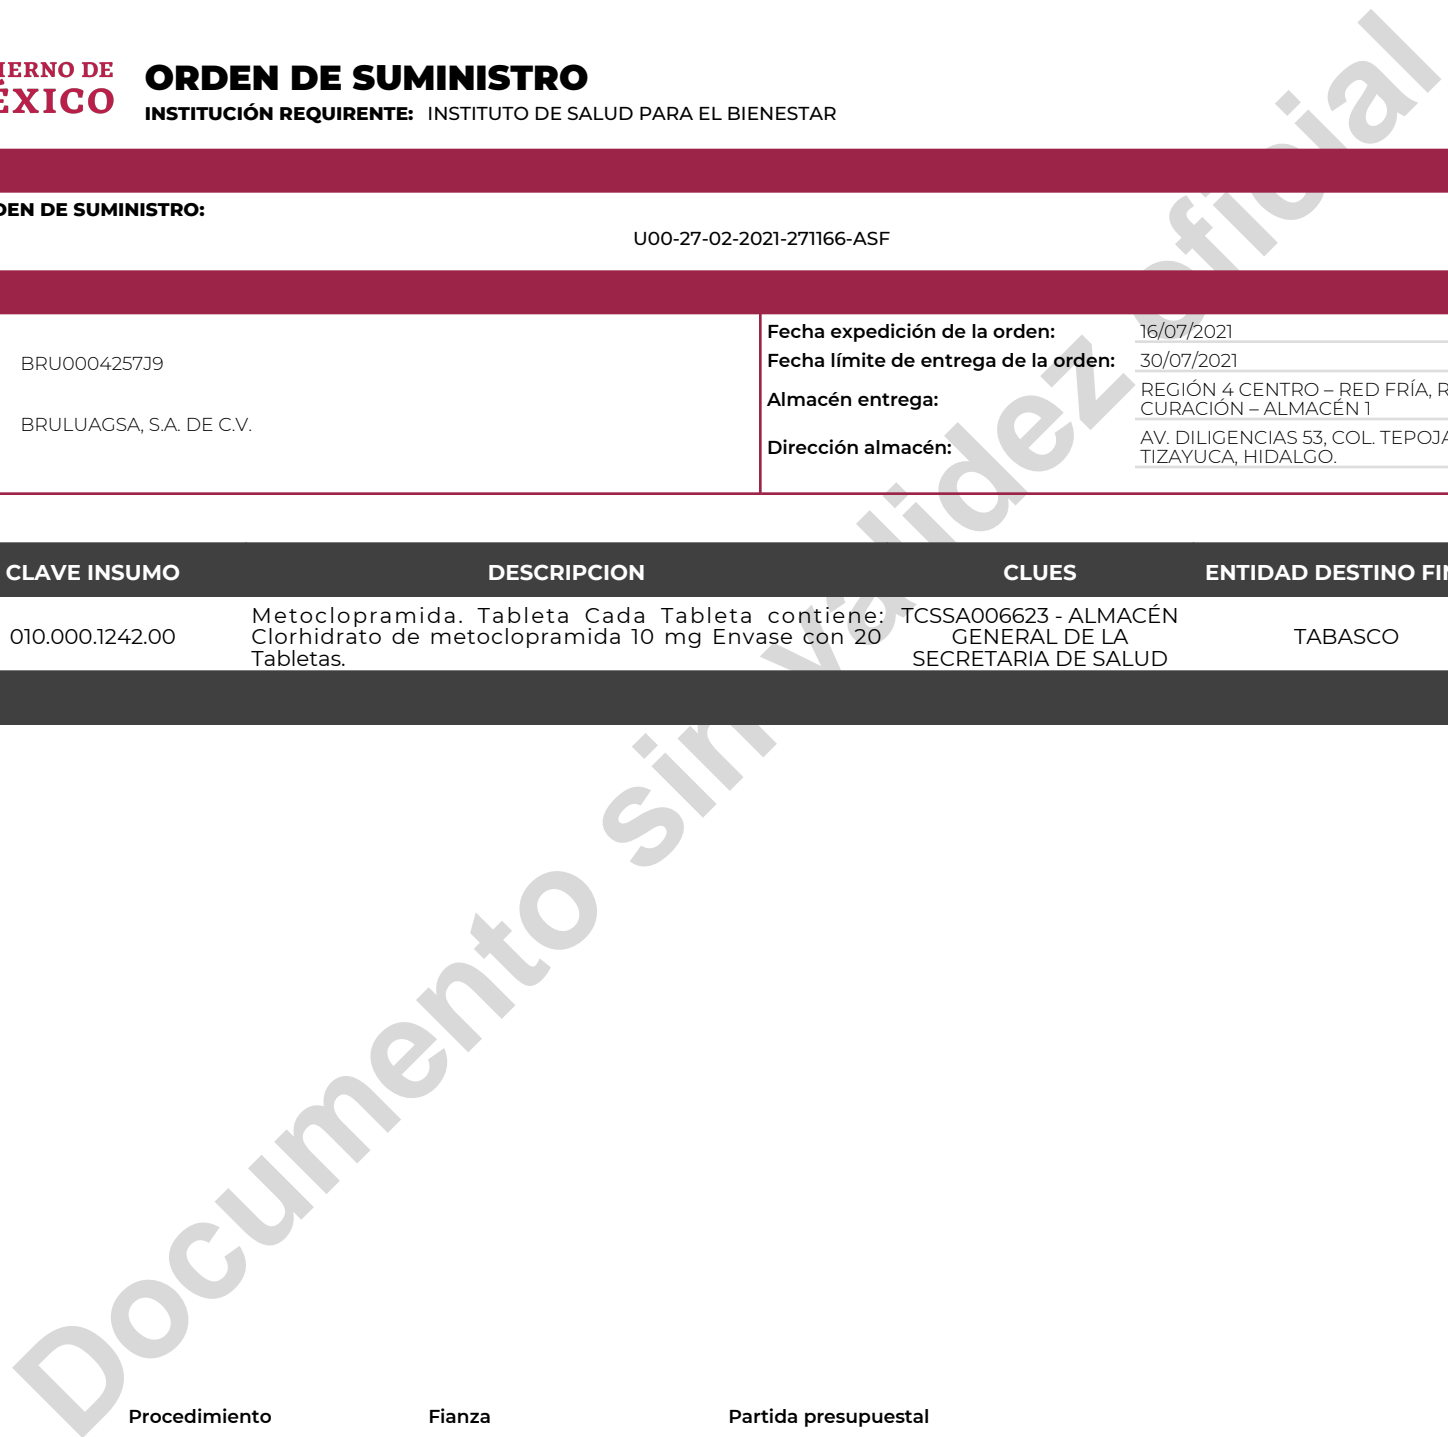 IERNO DE
ÉXICO
ORDEN DE SUMINISTRO
INSTITUCIÓN REQUIRENTE: INSTITUTO DE SALUD PARA EL BIENESTAR
DEN DE SUMINISTRO:
U00-27-02-2021-271166-ASF
BRU0004257J9
BRULUAGSA, S.A. DE C.V.
Fecha expedición de la orden: 16/07/2021
Fecha límite de entrega de la orden: 30/07/2021
Almacén entrega: REGIÓN 4 CENTRO – RED FRÍA, R
CURACIÓN – ALMACÉN 1
Dirección almacén: AV. DILIGENCIAS 53, COL. TEPOJA
TIZAYUCA, HIDALGO.
CLAVE INSUMO DESCRIPCION CLUES ENTIDAD DESTINO FIN
010.000.1242.00
Metoclopramida. Tableta Cada Tableta contiene:
Clorhidrato de metoclopramida 10 mg Envase con 20
Tabletas.
TCSSA006623 - ALMACÉN
GENERAL DE LA
SECRETARIA DE SALUD
TABASCO
Documento sin validez oficial
Procedimiento Fianza Partida presupuestal